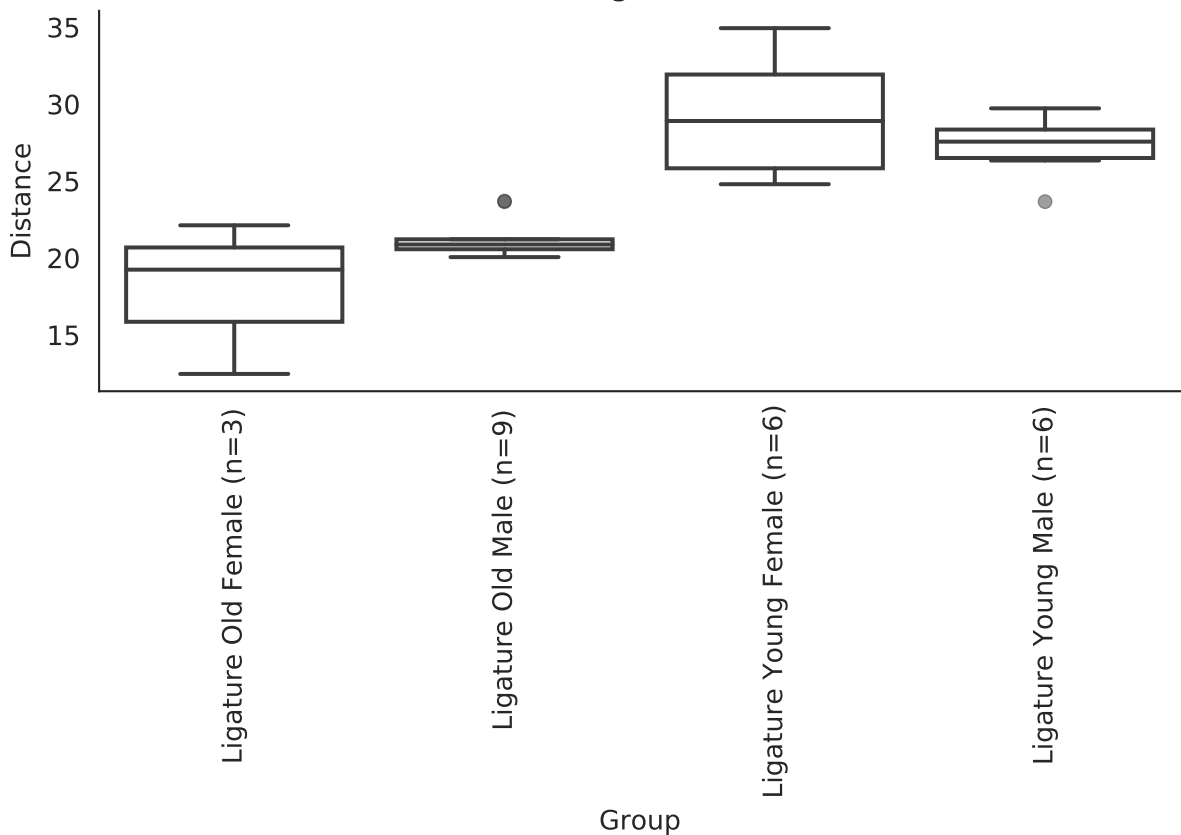 35
30
25
20
15
Distance
Ligature Old Female (n=3)
Ligature Old Male (n=9)
Ligature Young Female (n=6)
Ligature Young Male (n=6)
Group